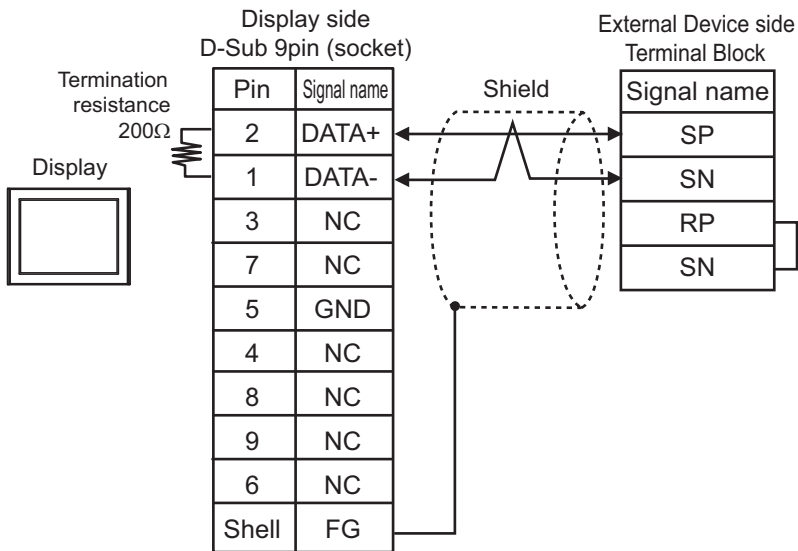 Display side
D-Sub 9pin (socket)
External Device side
Terminal Block
Termination
resistance
200Ω
Display
Shield
Pin Signal name
2 DATA+
1 DATA-
3 NC
7 NC
5 GND
4 NC
8 NC
9 NC
6 NC
Shell FG
Signal name
SP
SN
RP
SN